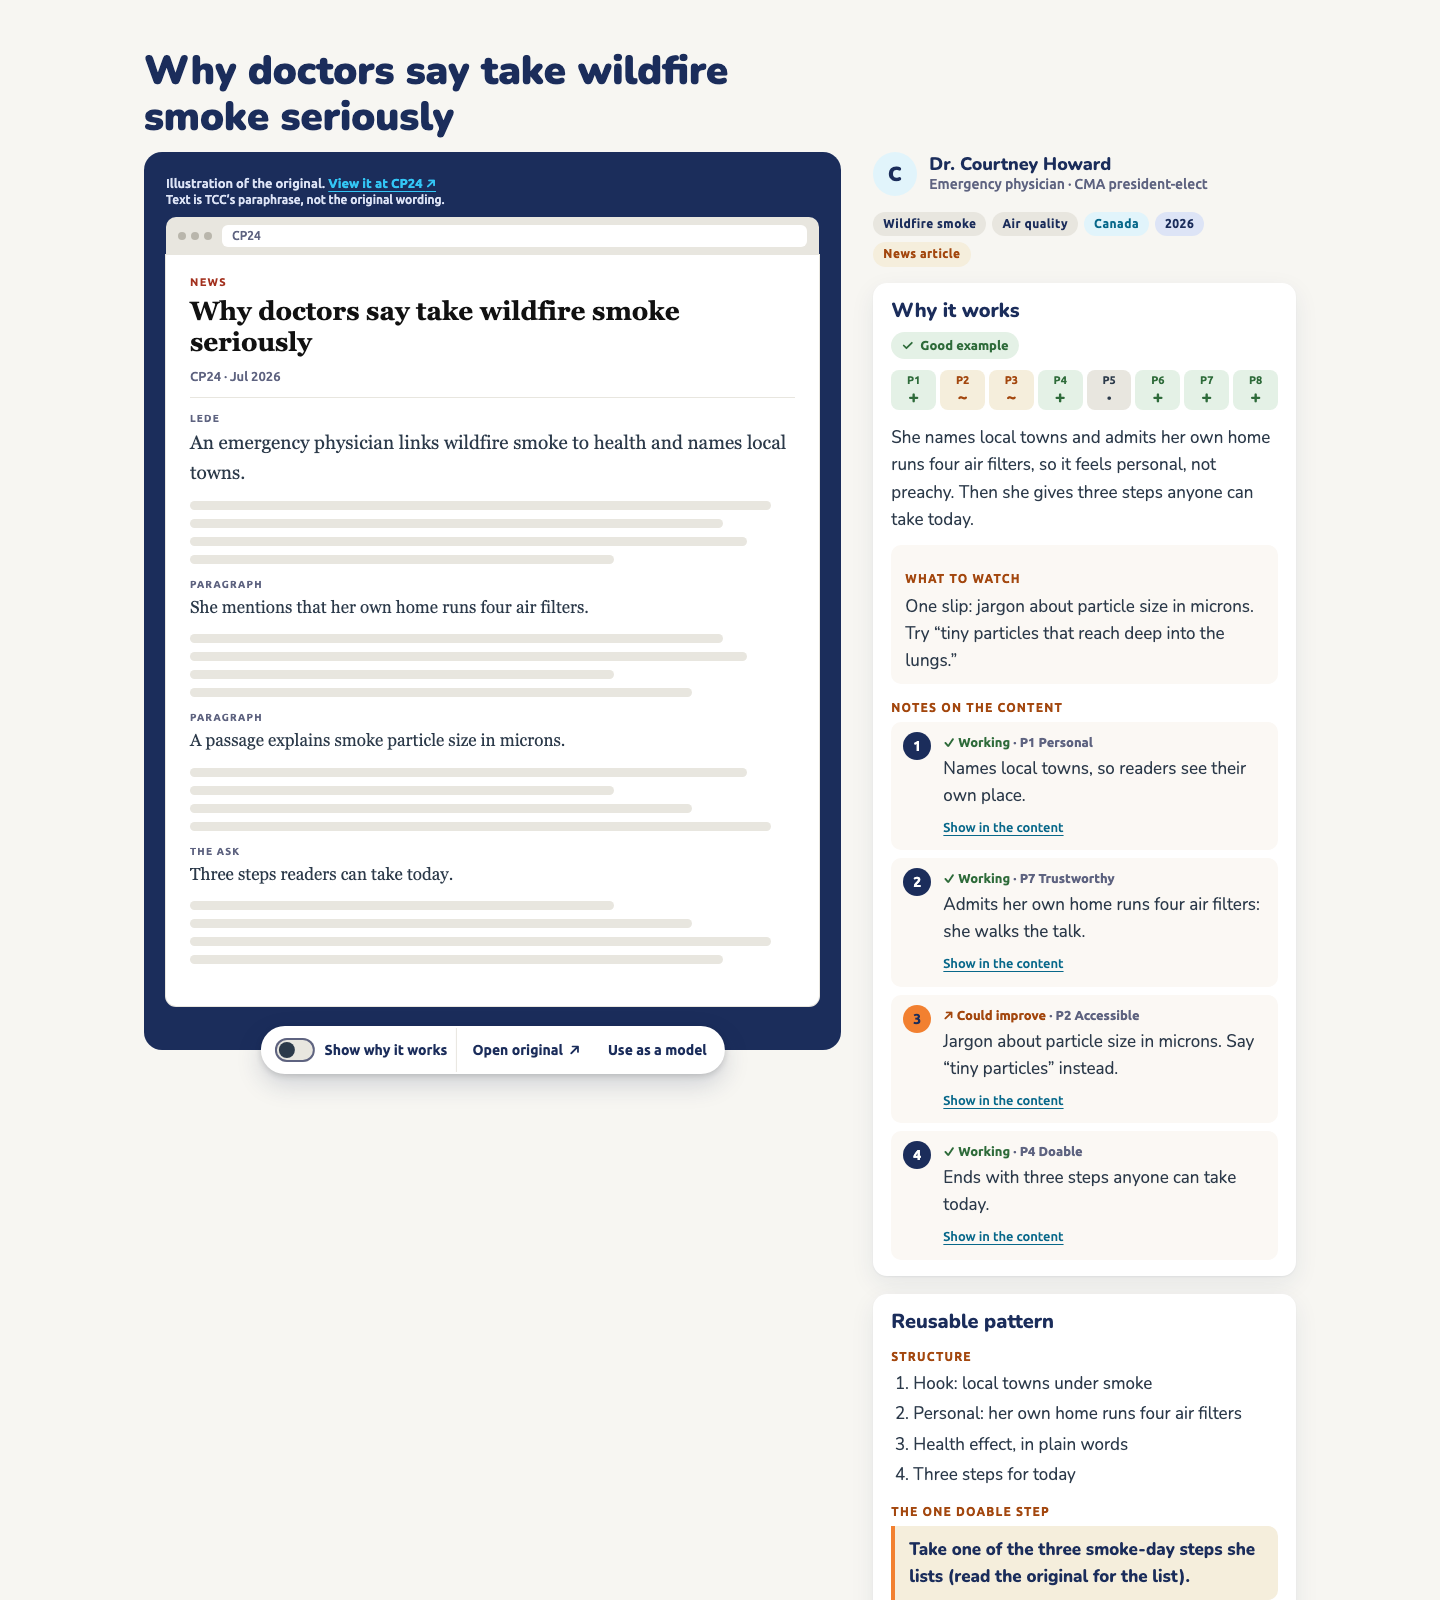 Why doctors say take wildfire
smoke seriously
Illustration of the original. View it at CP24 ↗
Text is TCC's paraphrase, not the original wording.
CP24
NEWS
Why doctors say take wildfire smoke
seriously
CP24 · Jul 2026
LEDE
An emergency physician links wildfire smoke to health and names local
towns.
PARAGRAPH
She mentions that her own home runs four air filters.
PARAGRAPH
A passage explains smoke particle size in microns.
THE ASK
Three steps readers can take today.
Show why it works
Open original ↗
Use as a model
C
Dr. Courtney Howard
Emergency physician · CMA president-elect
Wildfire smoke
Air quality
Canada
2026
News article
Why it works
✓ Good example
P1 P2 P3 P4 P5 P6 P7 P8
+ ~ ~ + • + + +
She names local towns and admits her own home
runs four air filters, so it feels personal, not
preachy. Then she gives three steps anyone can
take today.
WHAT TO WATCH
One slip: jargon about particle size in microns.
Try “tiny particles that reach deep into the
lungs.”
NOTES ON THE CONTENT
1
✓ Working · P1 Personal
Names local towns, so readers see their
own place.
Show in the content
2
✓ Working · P7 Trustworthy
Admits her own home runs four air filters:
she walks the talk.
Show in the content
3
↗ Could improve · P2 Accessible
Jargon about particle size in microns. Say
“tiny particles” instead.
Show in the content
4
✓ Working · P4 Doable
Ends with three steps anyone can take
today.
Show in the content
Reusable pattern
STRUCTURE
1. Hook: local towns under smoke
2. Personal: her own home runs four air filters
3. Health effect, in plain words
4. Three steps for today
THE ONE DOABLE STEP
Take one of the three smoke-day steps she
lists (read the original for the list).